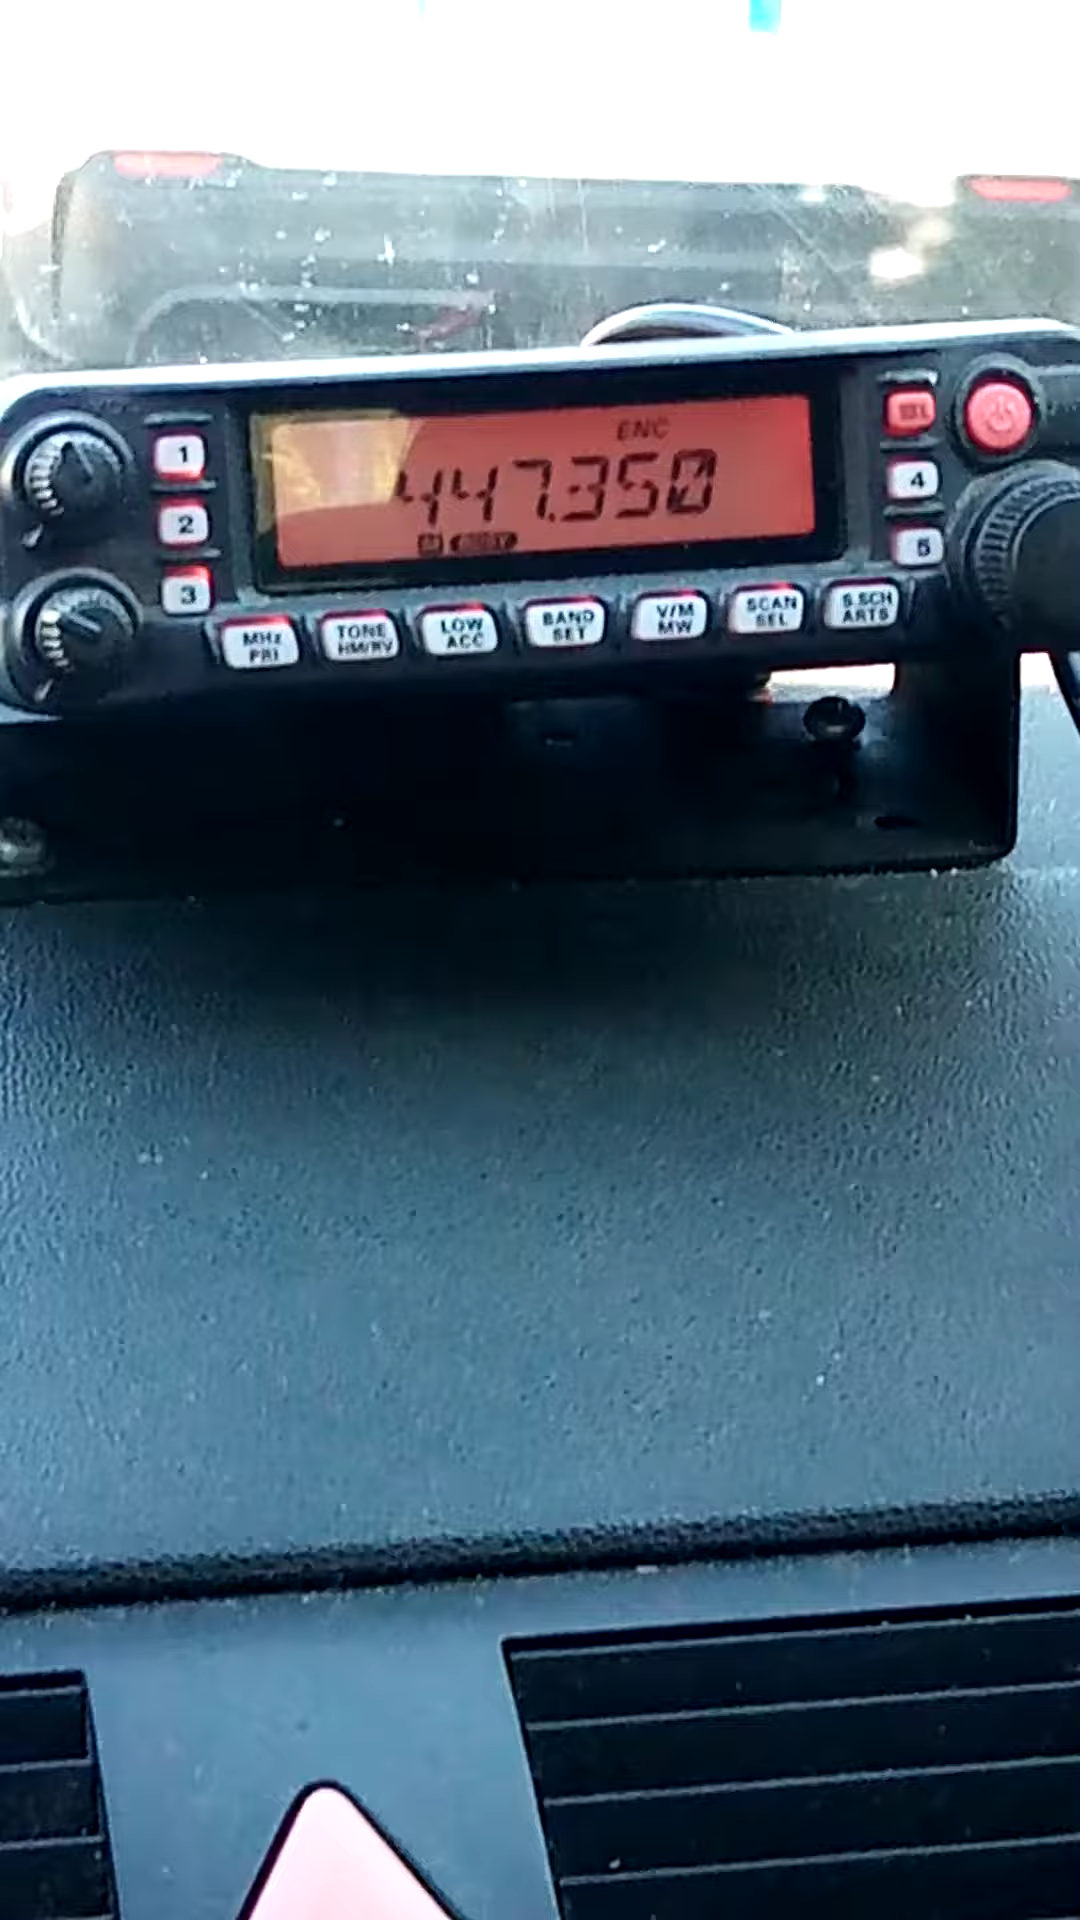 ENC
447.350
BUSY
1
2
3
4
5
MHz
PRI
TONE
HM/RV
LOW
ACC
BAND
SET
V/M
MW
SCAN
SEL
S.SCH
ARTS